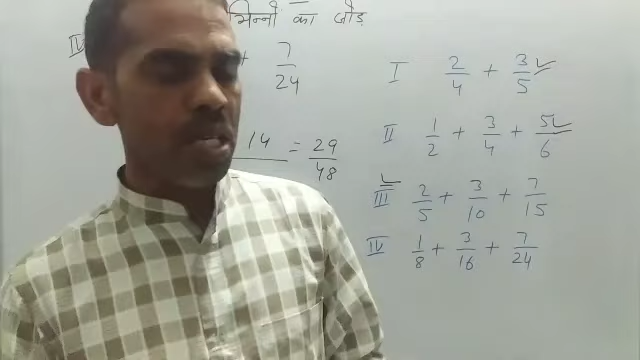 भिन्नों का जोड़
IV + 7/24
14 = 29/48
I 2/4 + 3/5 ✓
II 1/2 + 3/4 + 5/6 ✓
III 2/5 + 3/10 + 7/15
IV 1/8 + 3/16 + 7/24